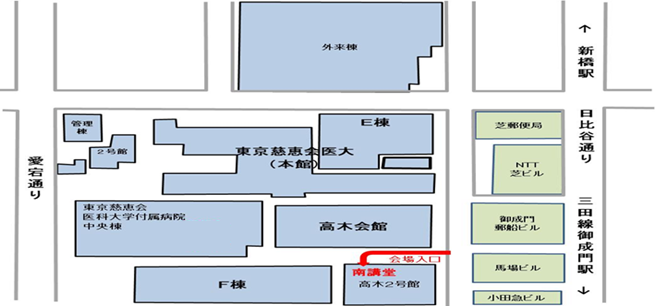 外来棟
↑
新橋駅
管理
棟
2号館
E棟
東京慈恵会医大
（本館）
芝郵便局
日比谷通り
NTT
芝ビル
愛宕通り
東京慈恵会
医科大学付属病院
中央棟
高木会館
御成門
郵船ビル
三田線御成門駅
↓
会場入口
南講堂
高木2号館
F棟
馬場ビル
小田急ビル